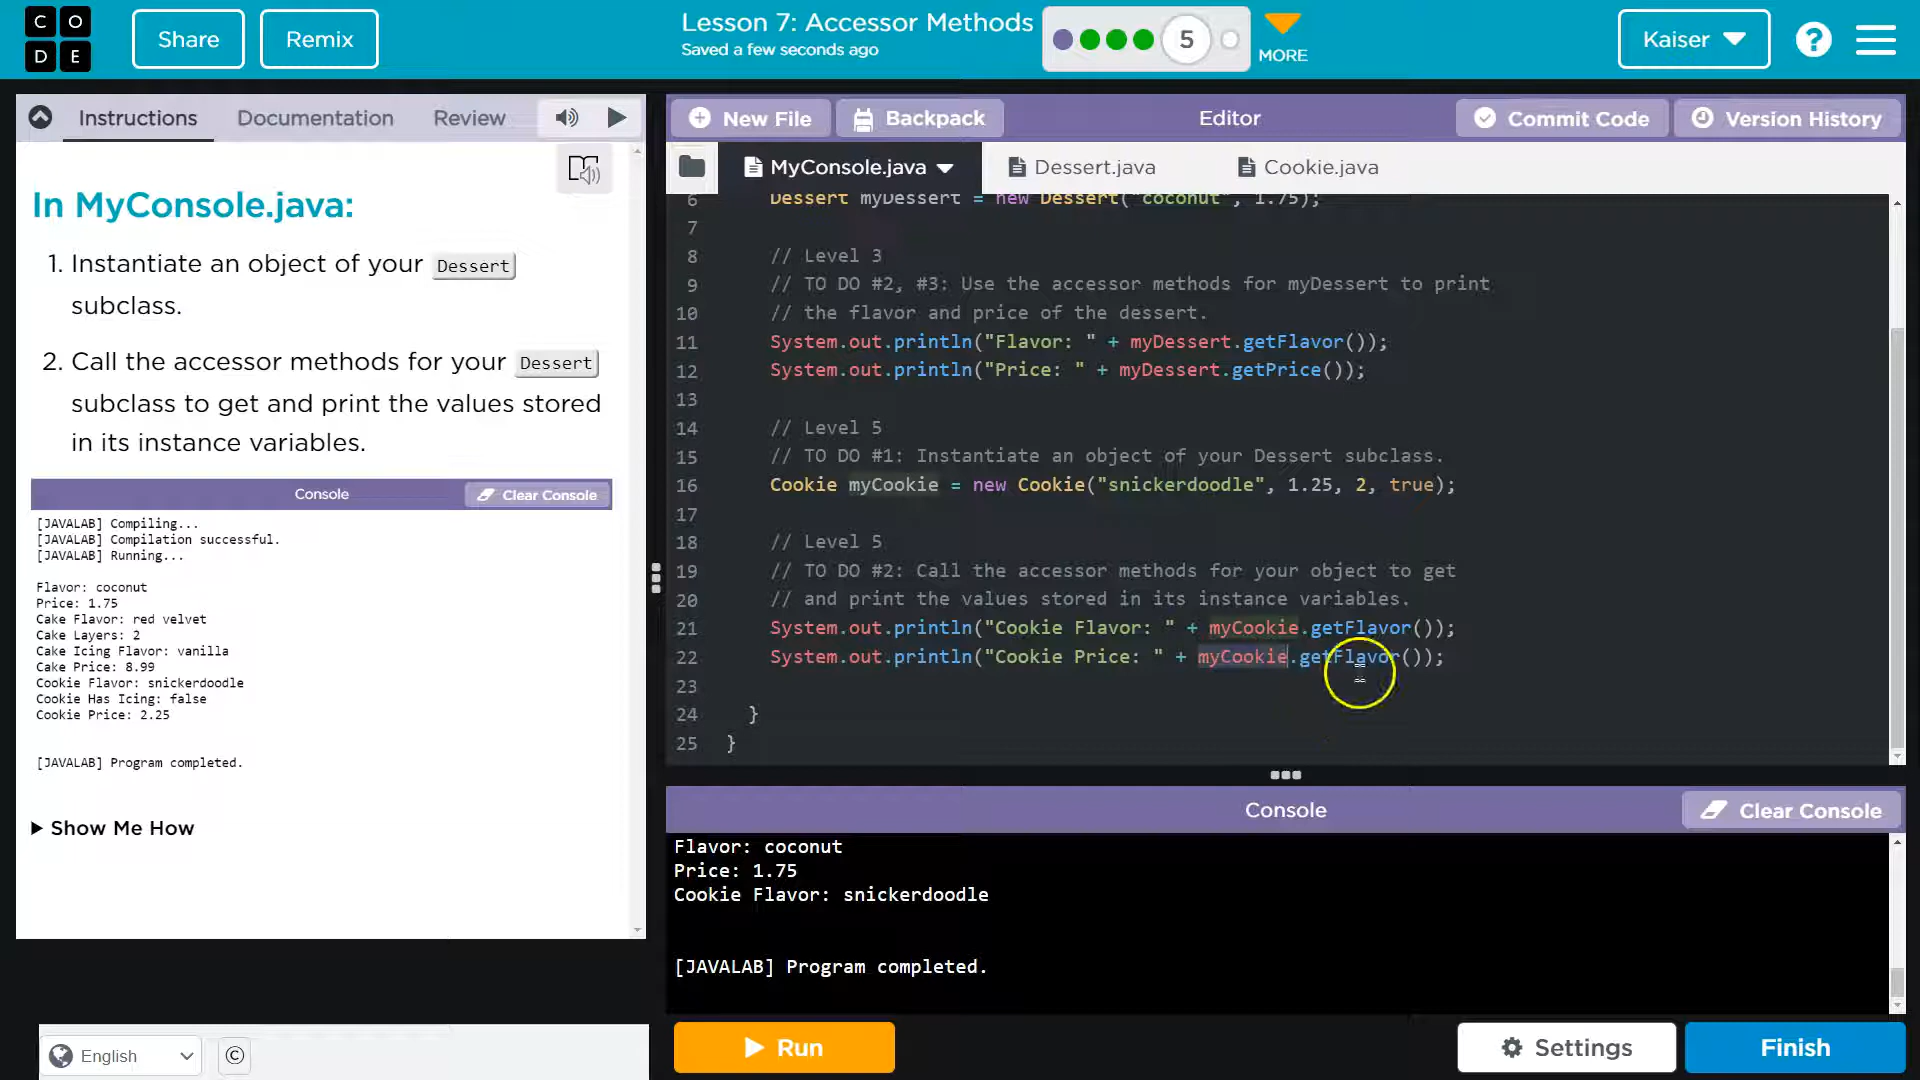 C O
D E
Share
Remix
Lesson 7: Accessor Methods
Saved a few seconds ago
5
MORE
Kaiser
?
Instructions
Documentation
Review
New File
Backpack
Editor
Commit Code
Version History
MyConsole.java
Dessert.java
Cookie.java
In MyConsole.java:
1. Instantiate an object of your Dessert
subclass.
2. Call the accessor methods for your Dessert
subclass to get and print the values stored
in its instance variables.
Console
Clear Console
[JAVALAB] Compiling...
[JAVALAB] Compilation successful.
[JAVALAB] Running...
Flavor: coconut
Price: 1.75
Cake Flavor: red velvet
Cake Layers: 2
Cake Icing Flavor: vanilla
Cake Price: 8.99
Cookie Flavor: snickerdoodle
Cookie Has Icing: false
Cookie Price: 2.25
[JAVALAB] Program completed.
Show Me How
6 Dessert myDessert = new Dessert("coconut", 1.75);
7
8 // Level 3
9 // TO DO #2, #3: Use the accessor methods for myDessert to print
10 // the flavor and price of the dessert.
11 System.out.println("Flavor: " + myDessert.getFlavor());
12 System.out.println("Price: " + myDessert.getPrice());
13
14 // Level 5
15 // TO DO #1: Instantiate an object of your Dessert subclass.
16 Cookie myCookie = new Cookie("snickerdoodle", 1.25, 2, true);
17
18 // Level 5
19 // TO DO #2: Call the accessor methods for your object to get
20 // and print the values stored in its instance variables.
21 System.out.println("Cookie Flavor: " + myCookie.getFlavor());
22 System.out.println("Cookie Price: " + myCookie.getFlavor());
23
24 }
25 }
Console
Clear Console
Flavor: coconut
Price: 1.75
Cookie Flavor: snickerdoodle
[JAVALAB] Program completed.
English
©
Run
Settings
Finish